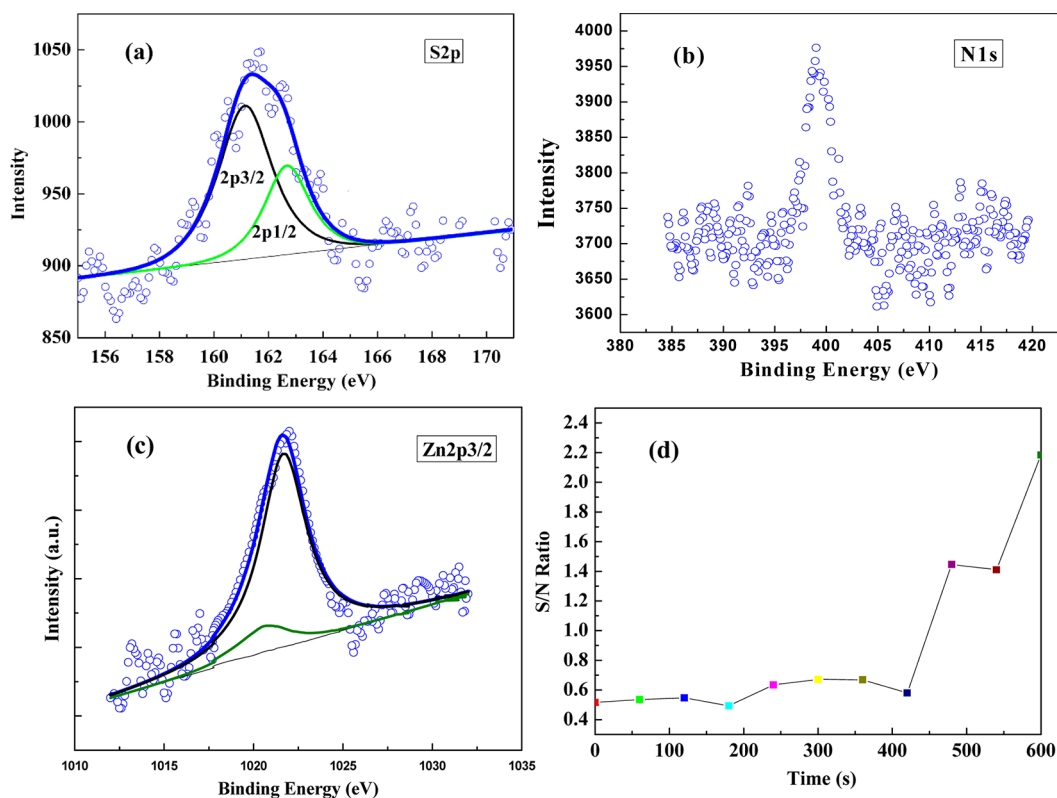 (a)
S2p
1050
1000
950
900
850
Intensity
2p3/2
2p1/2
156 158 160 162 164 166 168 170
Binding Energy (eV)
(b)
N1s
4000
3950
3900
3850
3800
3750
3700
3650
3600
Intensity
380 385 390 395 400 405 410 415 420
Binding Energy (eV)
(c)
Zn2p3/2
Intensity (a.u.)
1010 1015 1020 1025 1030 1035
Binding Energy (eV)
(d)
2.4
2.2
2.0
1.8
1.6
1.4
1.2
1.0
0.8
0.6
0.4
S/N Ratio
0 100 200 300 400 500 600
Time (s)